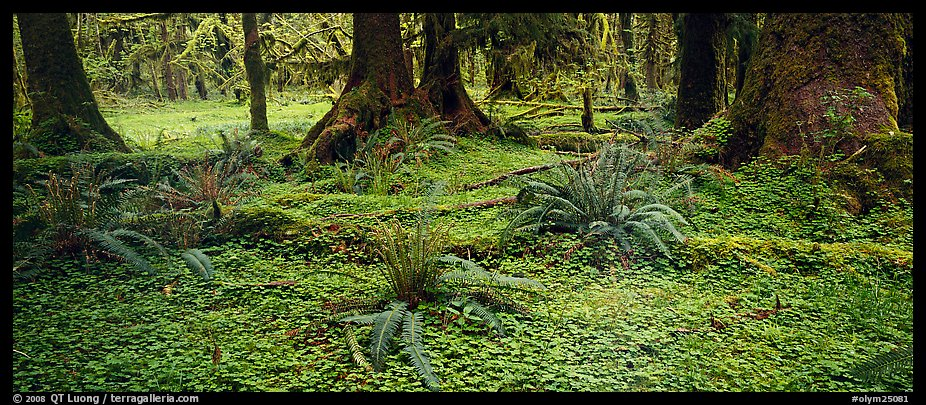 © 2008 QT Luong / terragalleria.com
#olym25081